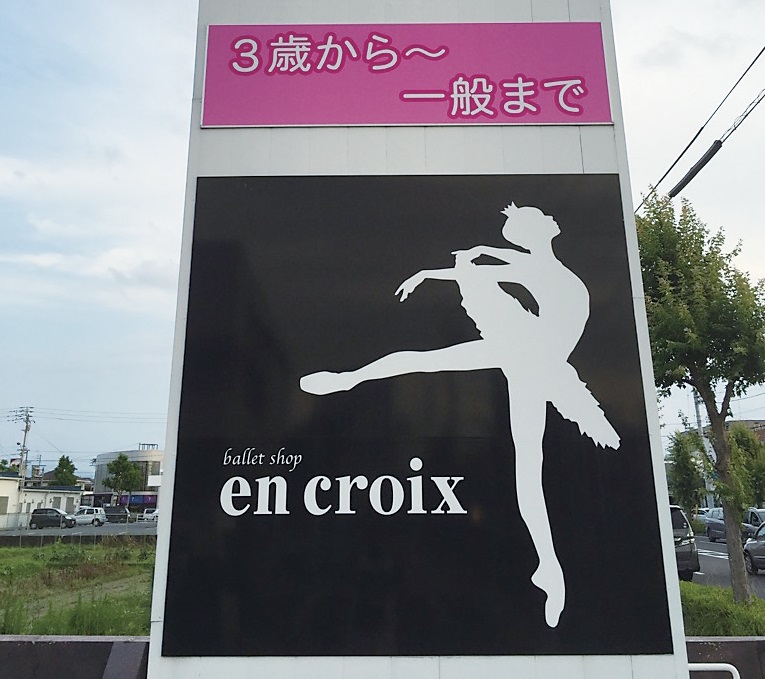 3歳から〜
一般まで
ballet shop
en croix